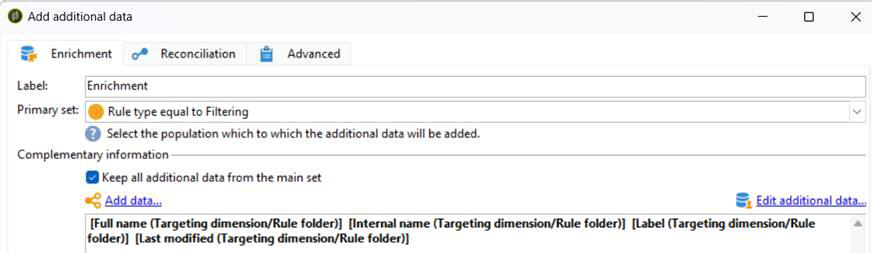 Add additional data
Enrichment Reconciliation Advanced
Label: Enrichment
Primary set: Rule type equal to Filtering
? Select the population which to which the additional data will be added.
Complementary information
Keep all additional data from the main set
Add data... Edit additional data...
[Full name (Targeting dimension/Rule folder)] [Internal name (Targeting dimension/Rule folder)] [Label (Targeting dimension/Rule
folder)] [Last modified (Targeting dimension/Rule folder)]